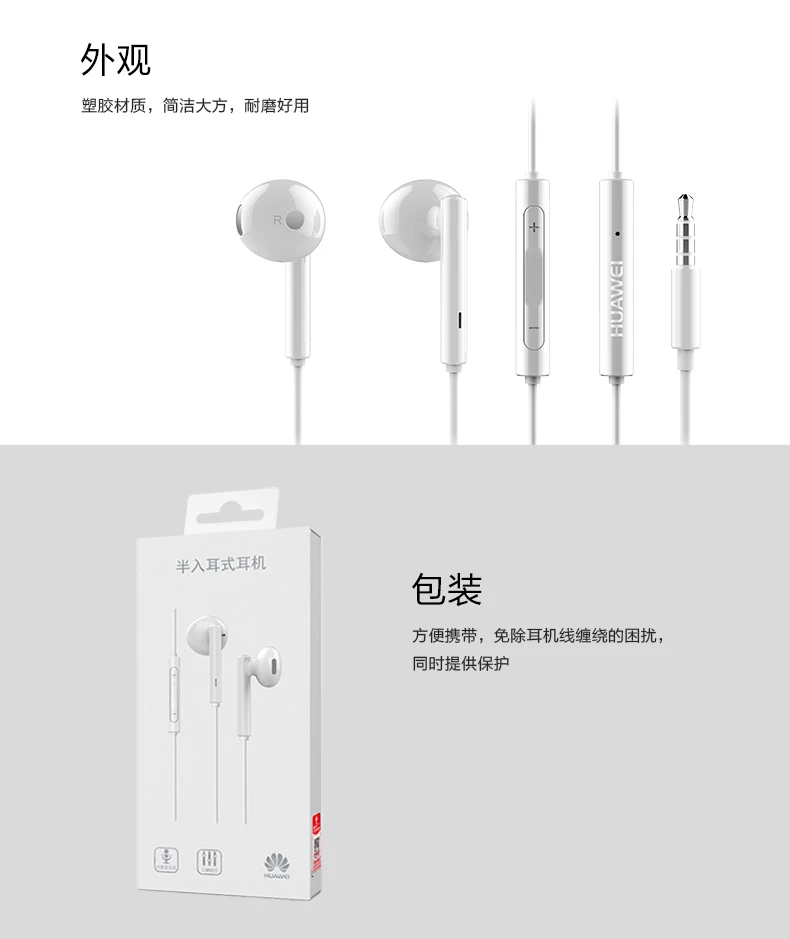 外观
塑胶材质，简洁大方，耐磨好用
R
HUAWEI
半入耳式耳机
HUAWEI
包装
方便携带，免除耳机线缠绕的困扰，
同时提供保护